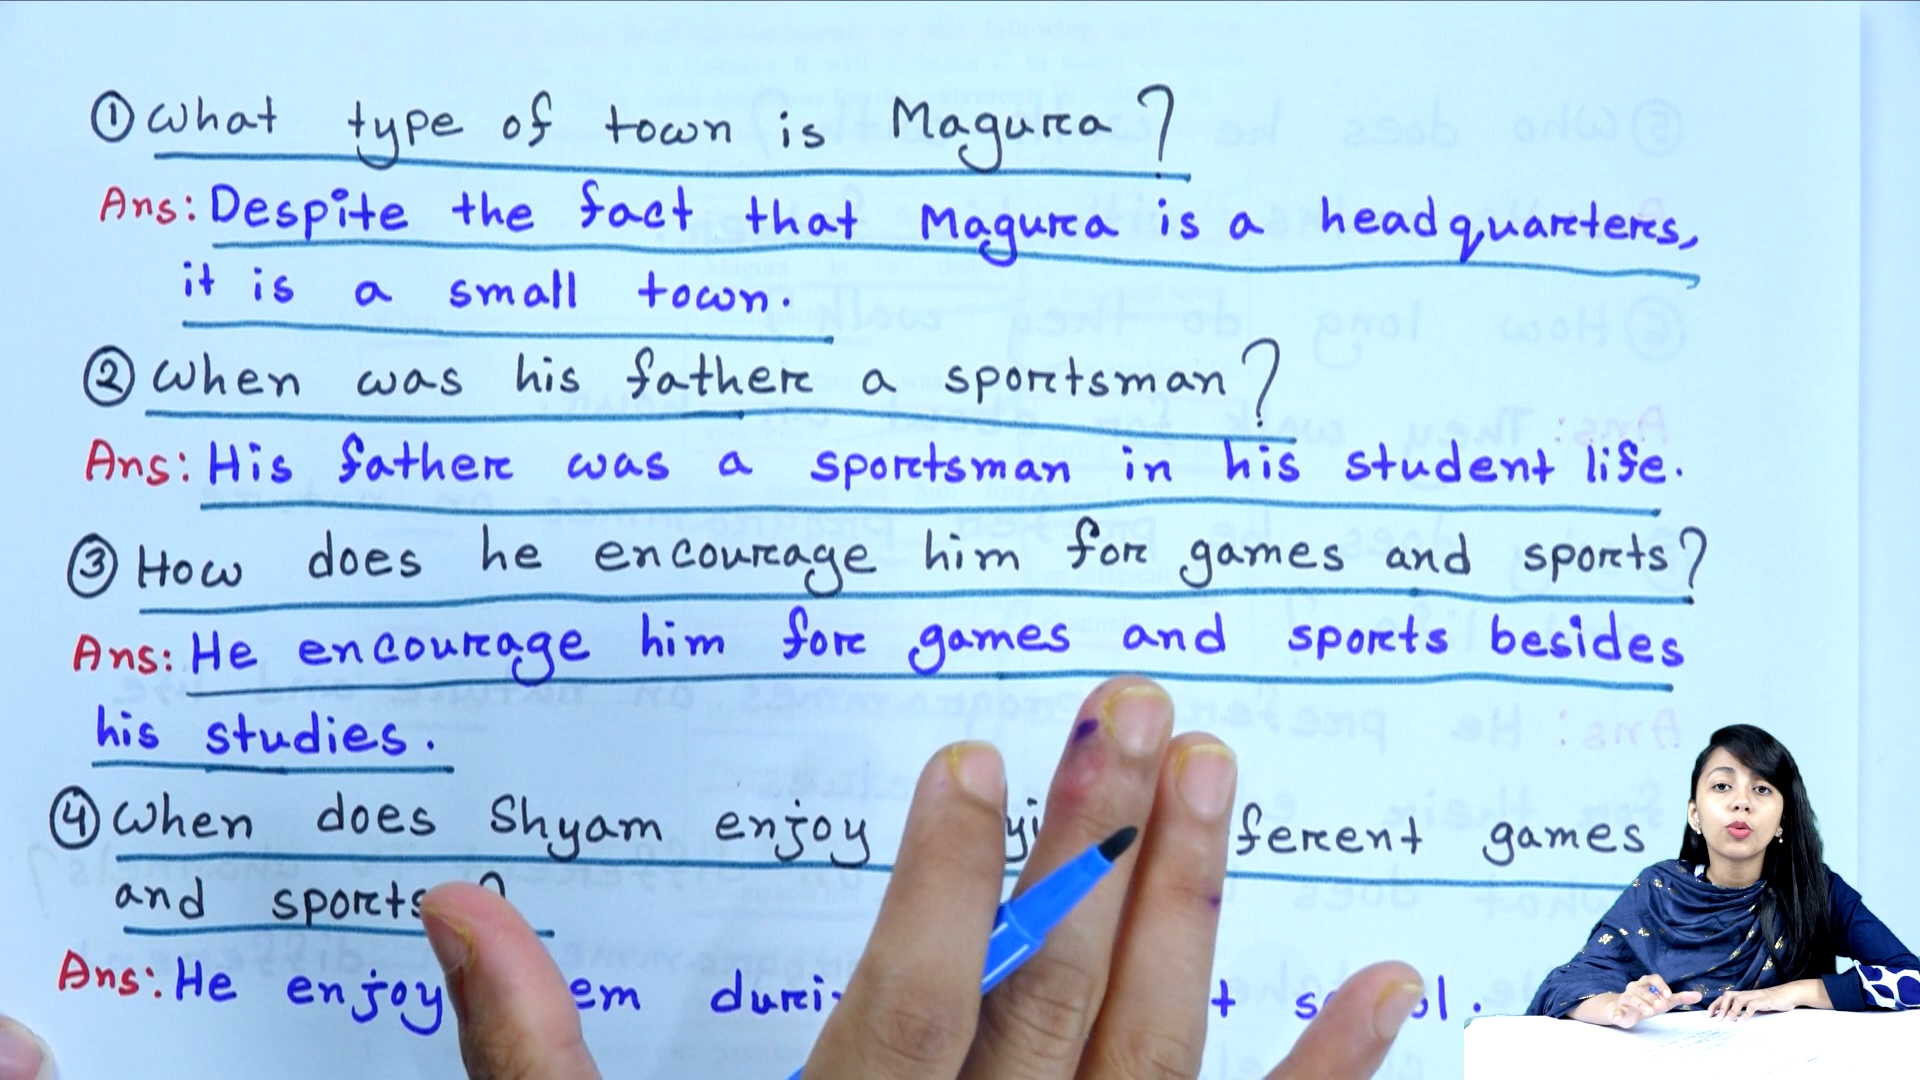 ① What type of town is Magura?
Ans: Despite the fact that Magura is a headquarters,
it is a small town.
② When was his father a sportsman?
Ans: His father was a sportsman in his student life.
③ How does he encourage him for games and sports?
Ans: He encourage him for games and sports besides
his studies.
④ When does Shyam enjoy games
and sports?
Ans: He enjoy